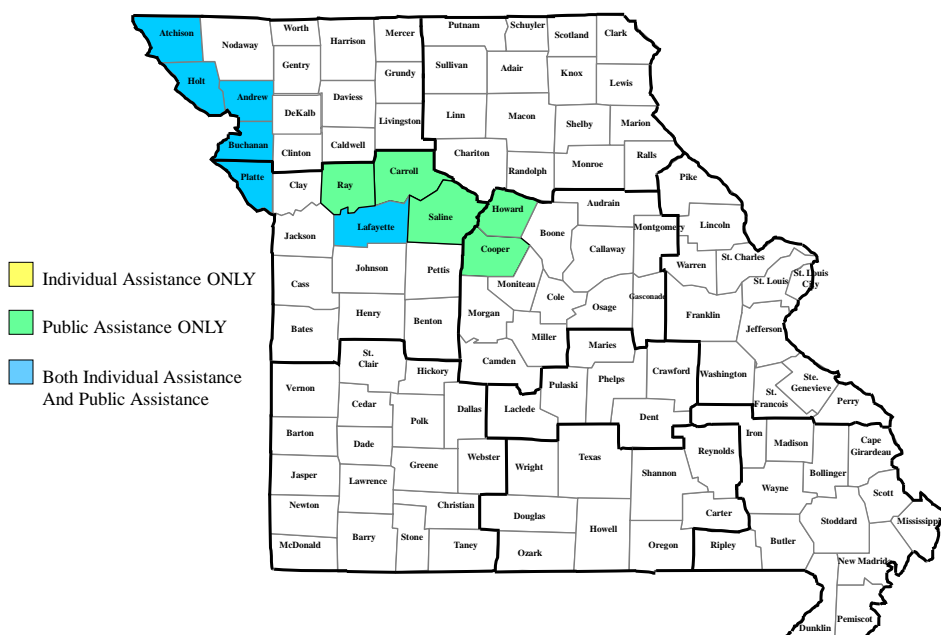 Atchison
Nodaway
Worth
Harrison
Mercer
Putnam
Schuyler
Scotland
Clark
Holt
Gentry
Grundy
Sullivan
Adair
Knox
Lewis
Andrew
DeKalb
Daviess
Livingston
Linn
Macon
Shelby
Marion
Buchanan
Clinton
Caldwell
Chariton
Randolph
Monroe
Ralls
Platte
Clay
Ray
Carroll
Pike
Lafayette
Saline
Howard
Boone
Audrain
Callaway
Montgomery
Lincoln
Jackson
Johnson
Pettis
Cooper
Moniteau
Cole
Osage
Gasconade
Warren
St. Charles
St. Louis
St. Louis
City
Cass
Henry
Benton
Morgan
Miller
Franklin
Jefferson
Bates
St.
Clair
Hickory
Camden
Maries
Pulaski
Phelps
Crawford
Washington
St.
Francois
Ste.
Genevieve
Perry
Individual Assistance ONLY
Public Assistance ONLY
Both Individual Assistance
And Public Assistance
Vernon
Cedar
Polk
Dallas
Laclede
Dent
Iron
Madison
Cape
Girardeau
Barton
Dade
Greene
Webster
Wright
Texas
Shannon
Reynolds
Wayne
Bollinger
Scott
Jasper
Lawrence
Newton
Christian
Douglas
Howell
Carter
Stoddard
Mississippi
McDonald
Barry
Stone
Taney
Ozark
Oregon
Ripley
Butler
New Madrid
Dunklin
Pemiscot